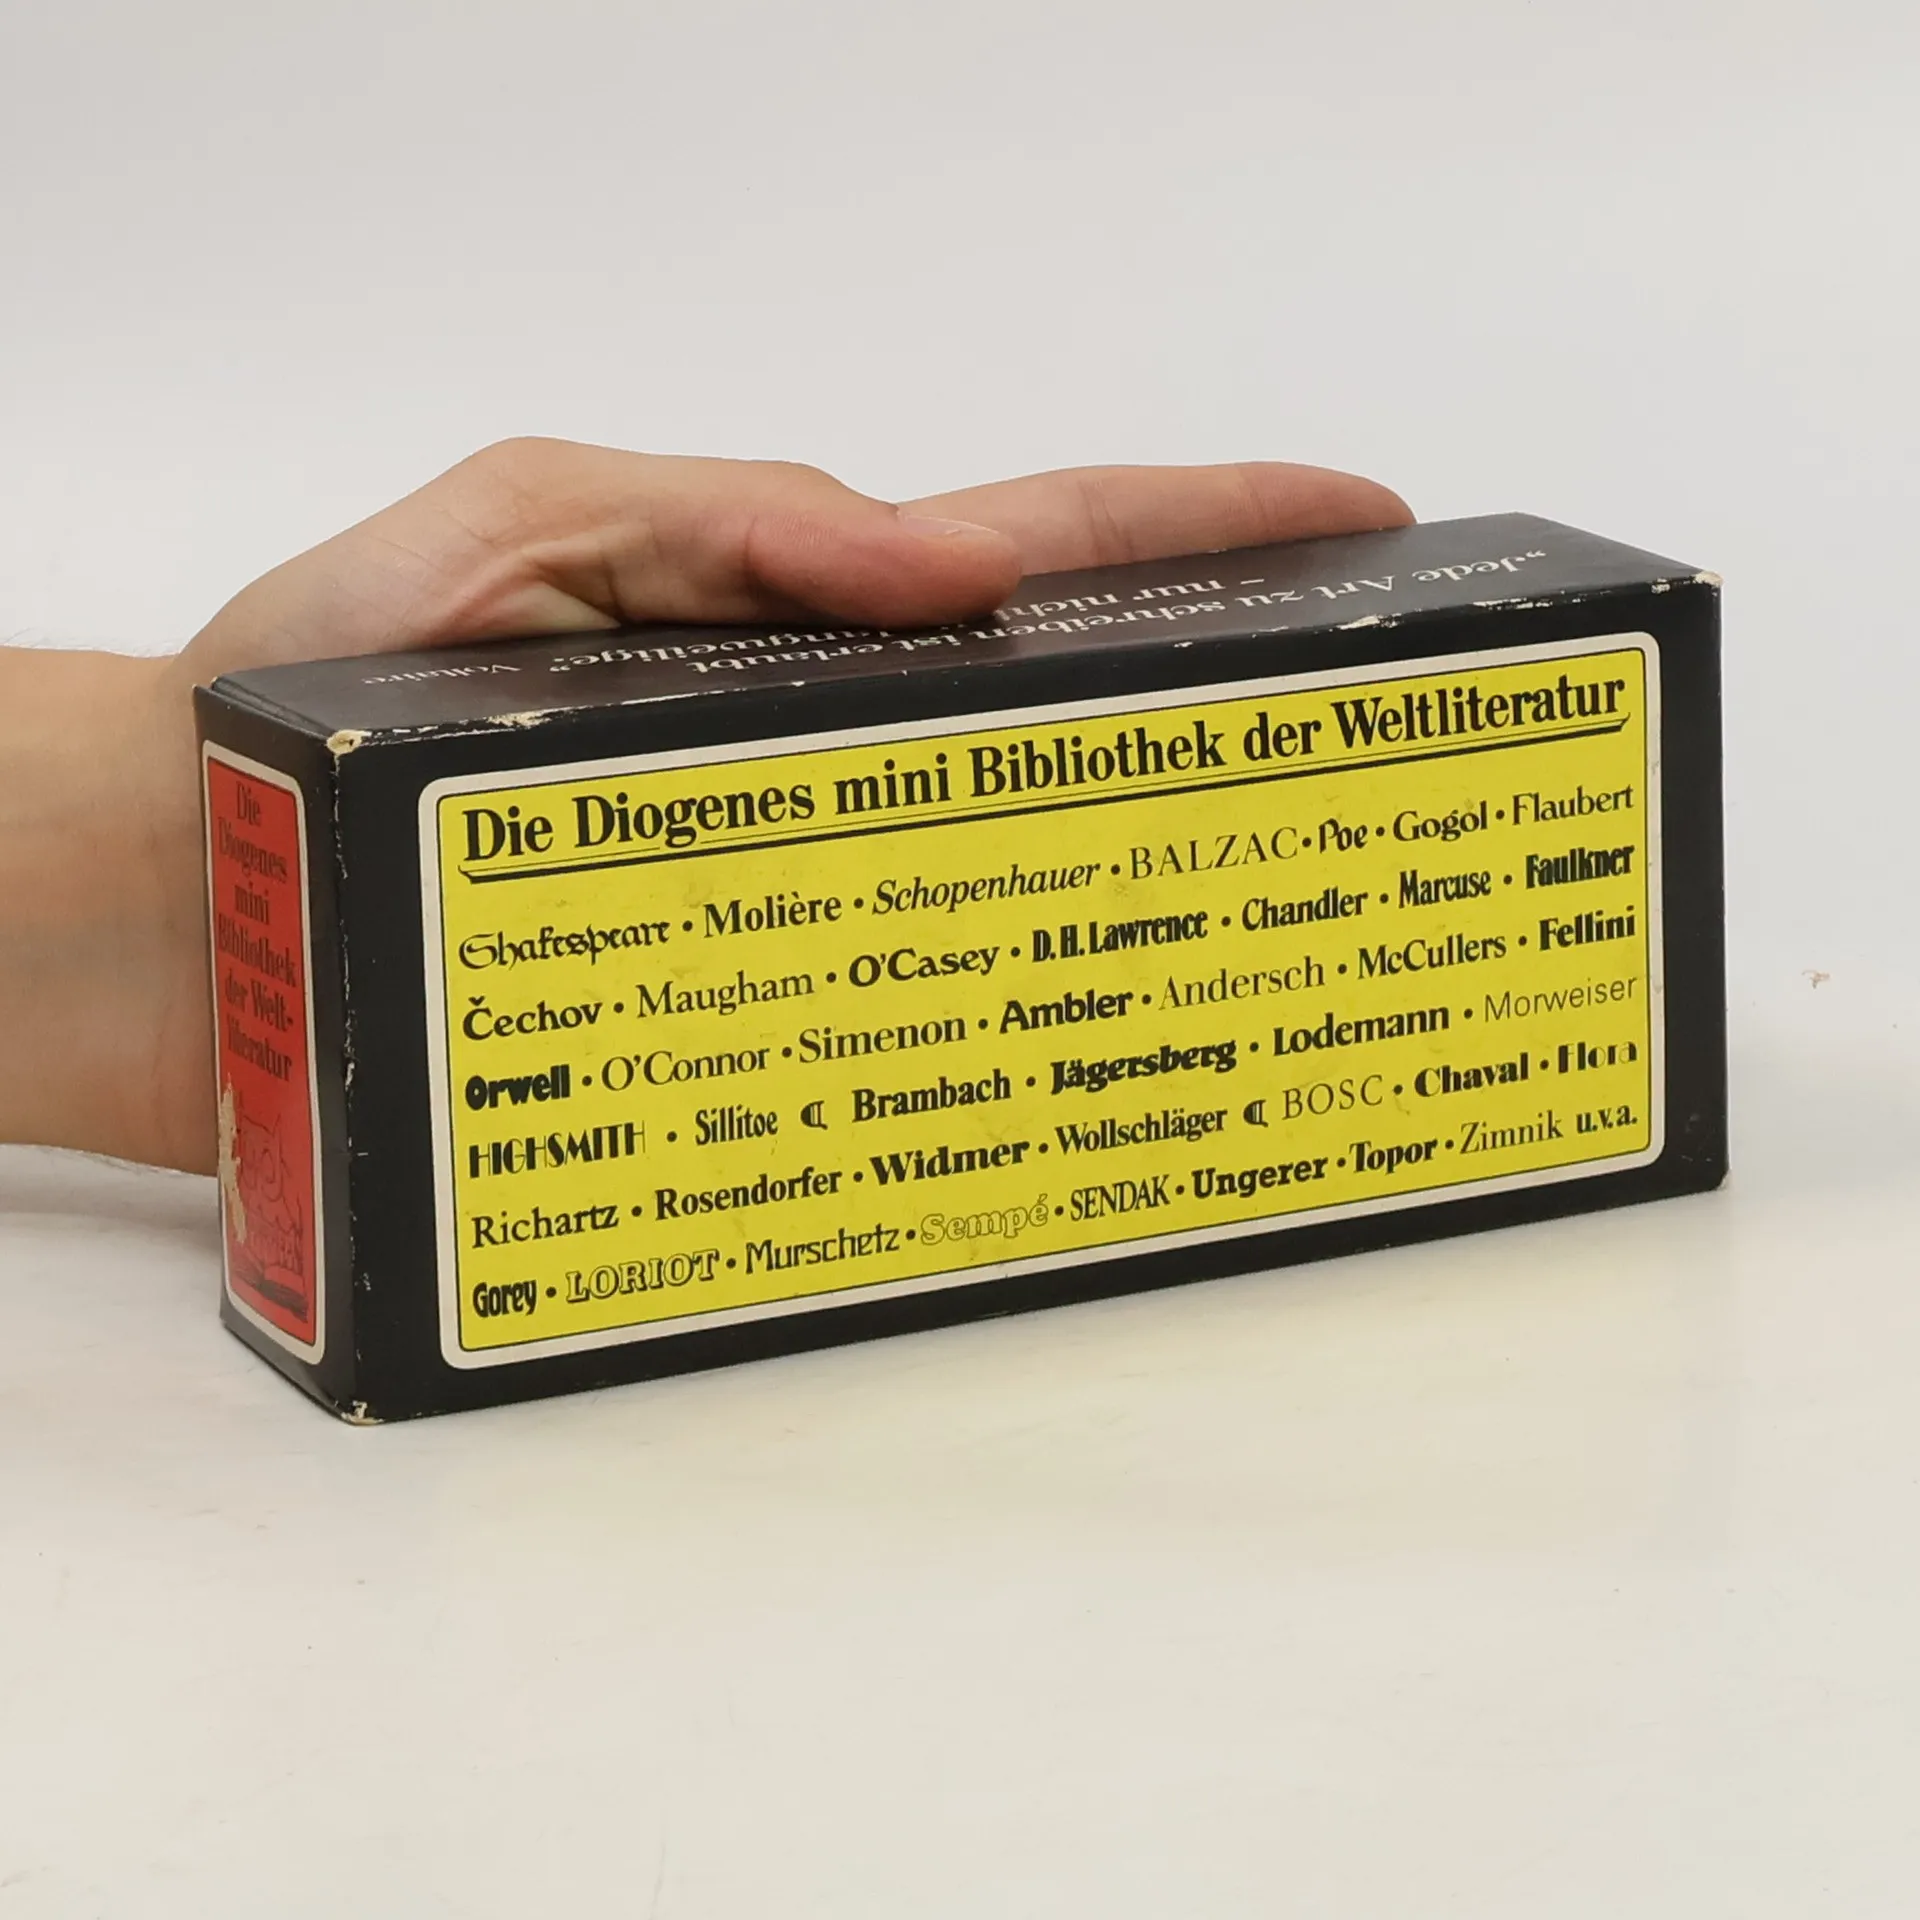 „Jede Art zu schreiben ist erlaubt
– nur nicht
“ Voltaire
Die Diogenes mini Bibliothek der Weltliteratur
Shakespeare • Molière • Schopenhauer • BALZAC • Poe • Gogol • Flaubert
Čechov • Maugham • O'Casey • D.H. Lawrence • Chandler • Marcuse • Faulkner
Orwell • O'Connor • Simenon • Ambler • Andersch • McCullers • Fellini
HIGHSMITH • Sillitoe ℂ Brambach • Jägersberg • Lodemann • Morweiser
Richartz • Rosendorfer • Widmer • Wollschläger ℂ BOSC • Chaval • Flora
Gorey • LORIOT • Murschetz • Sempé • SENDAK • Ungerer • Topor • Zimnik u.v.a.
Die
Diogenes
mini
Bibliothek
der Welt-
literatur